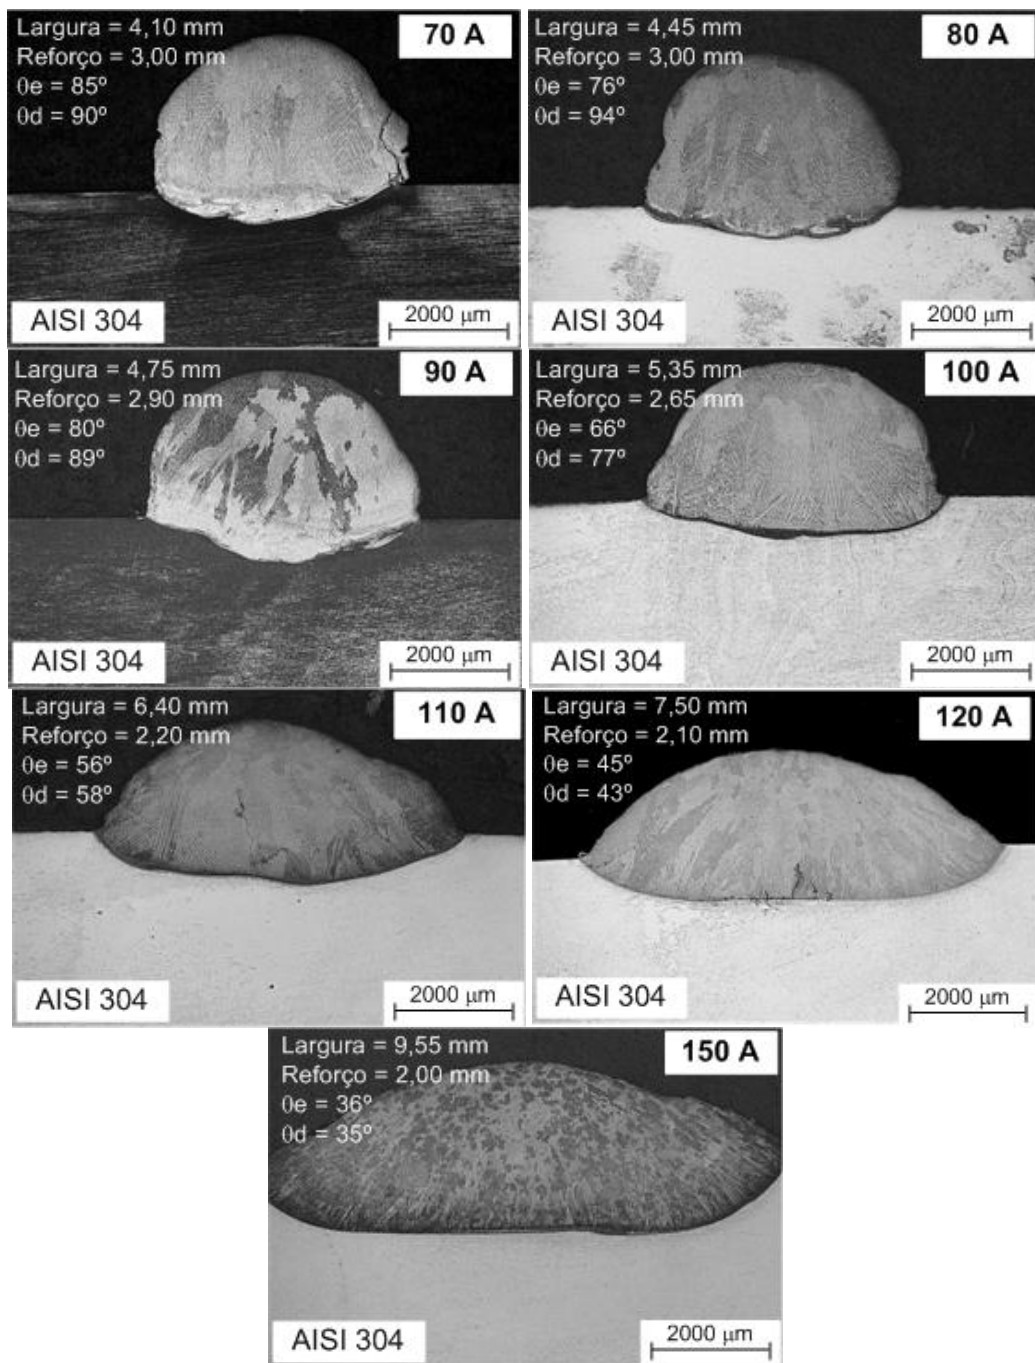 Largura = 4,10 mm
Reforço = 3,00 mm
θe = 85º
θd = 90º
70 A
AISI 304
2000 μm
Largura = 4,45 mm
Reforço = 3,00 mm
θe = 76º
θd = 94º
80 A
AISI 304
2000 μm
Largura = 4,75 mm
Reforço = 2,90 mm
θe = 80º
θd = 89º
90 A
AISI 304
2000 μm
Largura = 5,35 mm
Reforço = 2,65 mm
θe = 66º
θd = 77º
100 A
AISI 304
2000 μm
Largura = 6,40 mm
Reforço = 2,20 mm
θe = 56º
θd = 58º
110 A
AISI 304
2000 μm
Largura = 7,50 mm
Reforço = 2,10 mm
θe = 45º
θd = 43º
120 A
AISI 304
2000 μm
Largura = 9,55 mm
Reforço = 2,00 mm
θe = 36º
θd = 35º
150 A
AISI 304
2000 μm